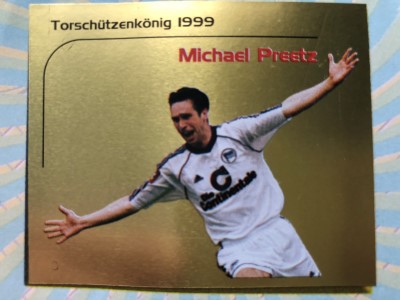 Torschützenkönig 1999
Michael Preetz
Die
Continentale